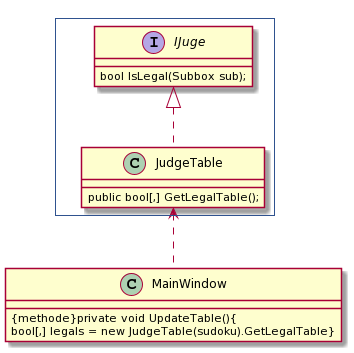 I IJuge
bool IsLegal(Subbox sub);
C JudgeTable
public bool[,] GetLegalTable();
C MainWindow
{methode}private void UpdateTable(){
bool[,] legals = new JudgeTable(sudoku).GetLegalTable}